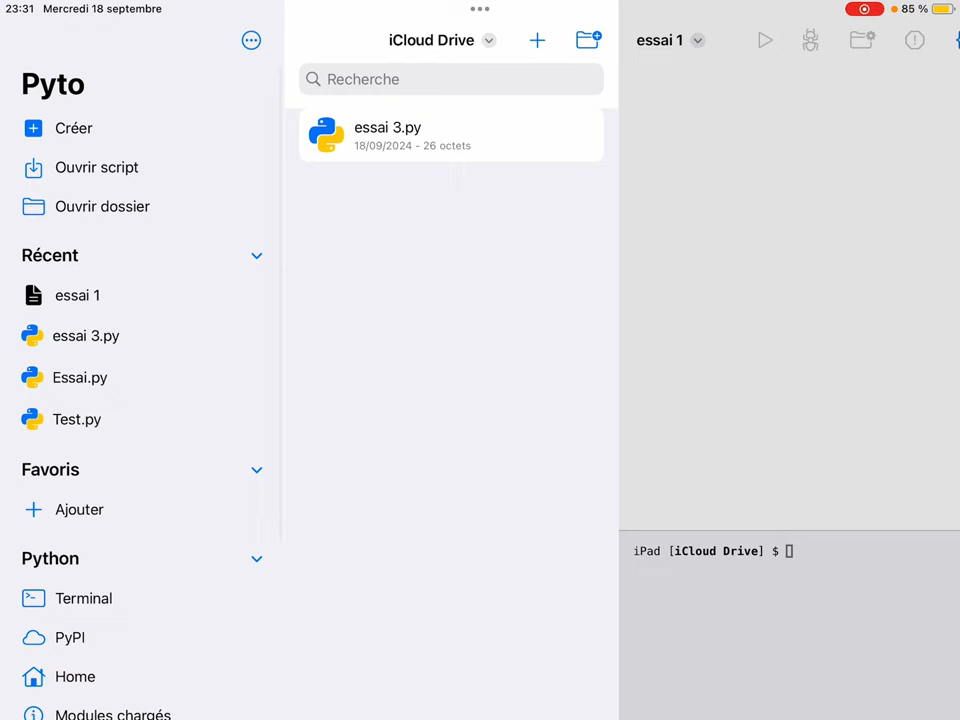 23:31 Mercredi 18 septembre
85 %
Pyto
Créer
Ouvrir script
Ouvrir dossier
Récent
essai 1
essai 3.py
Essai.py
Test.py
Favoris
Ajouter
Python
Terminal
PyPI
Home
Modules chargés
iCloud Drive
Recherche
essai 3.py
18/09/2024 - 26 octets
essai 1
iPad [iCloud Drive] $